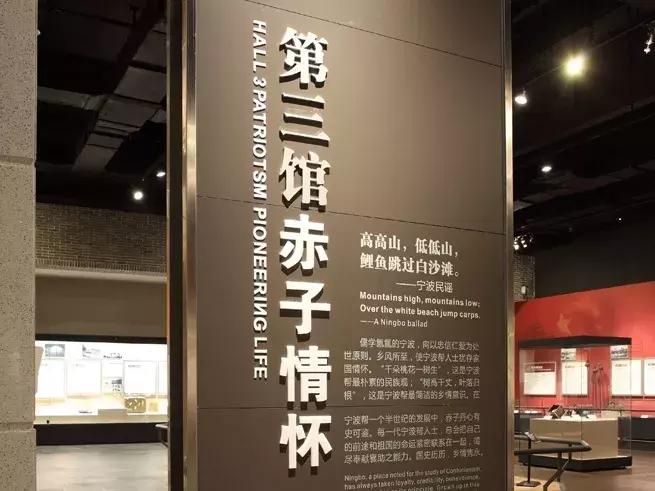 第三馆赤子情怀
HALL 3 PATRIOTSM PIONEERING LIFE
高高山，低低山，
鲤鱼跳过白沙滩。
——宁波民谣
Mountains high, mountains low;
Over the white beach jump carps.
——A Ningbo ballad
儒学氤氲的宁波，向以忠信仁爱为处
世原则。乡风所至，使宁波帮人士犹存家
国情怀。“千朵桃花一树生”，这是宁波
帮最朴素的民族观；“树高千丈，叶落归
根”，这是宁波帮最简洁的乡情意识。在
宁波帮一个半世纪的发展中，赤子丹心有
史可鉴。每一代宁波帮人士，总会把自己
的前途和祖国的命运紧密联系在一起，竭
尽奉献襄助之能力。国史历历，乡情隽永。
Ningbo, a place noted for the study of Confucianism,
has always taken loyalty, credibility, benevolence,